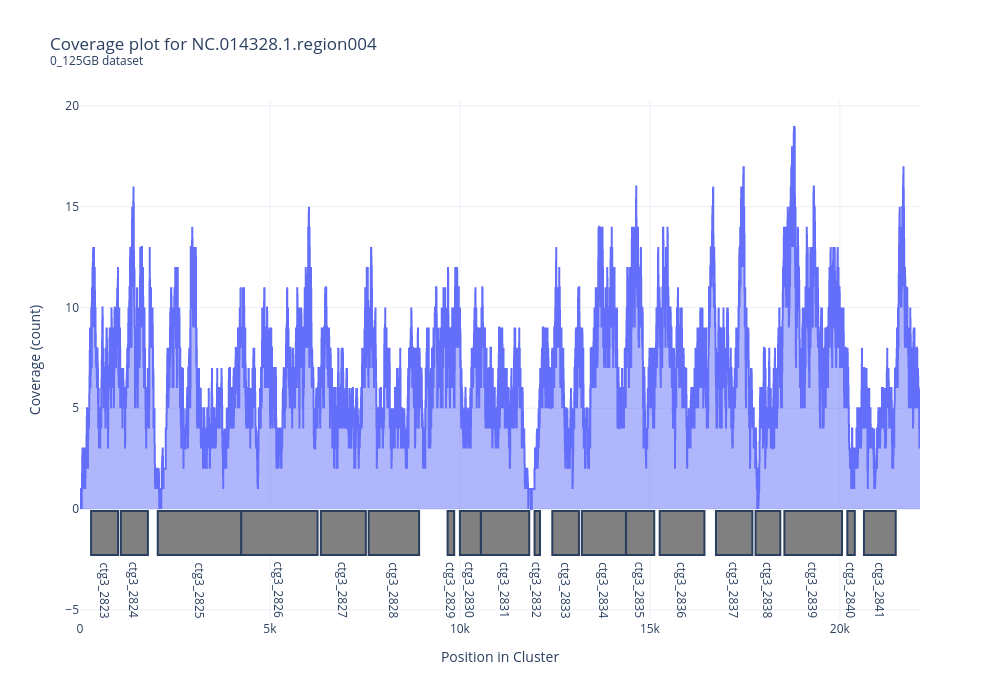 Coverage plot for NC.014328.1.region004
0_125GB dataset
20
15
10
5
0
−5
Coverage (count)
ctg3_2823
ctg3_2824
ctg3_2825
ctg3_2826
ctg3_2827
ctg3_2828
ctg3_2829
ctg3_2830
ctg3_2831
ctg3_2832
ctg3_2833
ctg3_2834
ctg3_2835
ctg3_2836
ctg3_2837
ctg3_2838
ctg3_2839
ctg3_2840
ctg3_2841
0 5k 10k 15k 20k
Position in Cluster